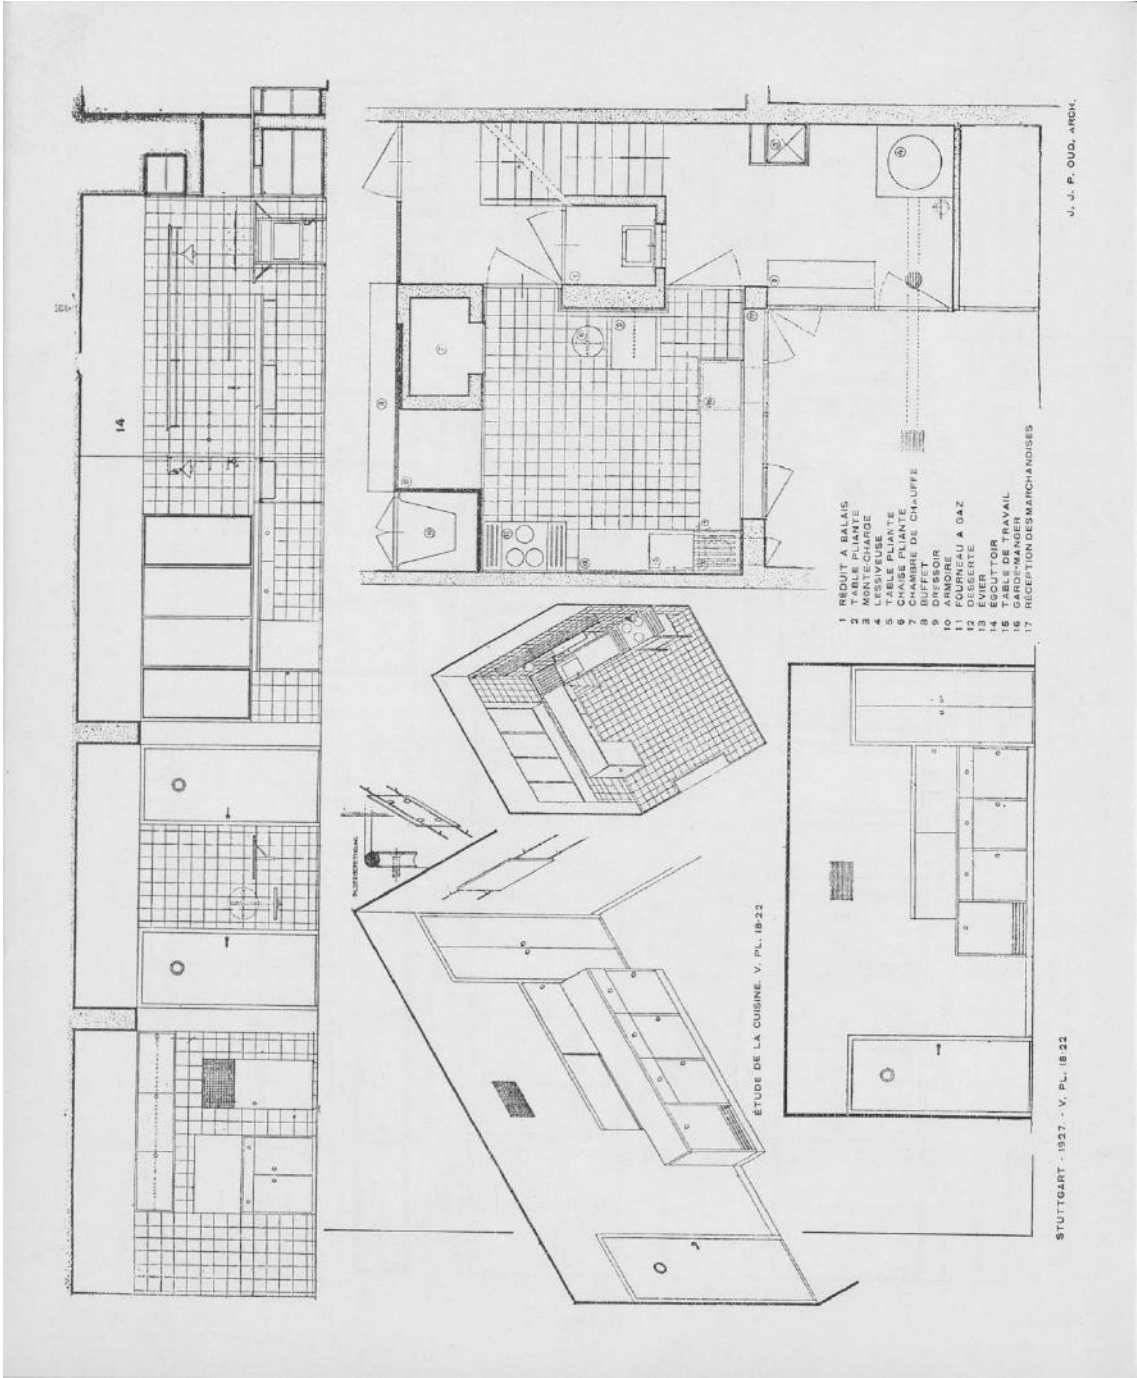 14
BILDERBEFESTIGUNG
J. J. P. OUD, ARCH.
1 RÉDUIT A BALAIS
2 TABLE PLIANTE
3 MONTE-CHARGE
4 LESSIVEUSE
5 TABLE PLIANTE
6 CHAISE PLIANTE
7 CHAMBRE DE CHAUFFE
8 BUFFET
9 DRESSOIR
10 ARMOIRE
11 FOURNEAU A GAZ
12 DESSERTE
13 ÉVIER
14 ÉGOUTTOIR
15 TABLE DE TRAVAIL
16 GARDE-MANGER
17 RÉCEPTION DES MARCHANDISES
ÉTUDE DE LA CUISINE. V. PL. 18-22
STUTTGART - 1927. - V. PL. 18-22